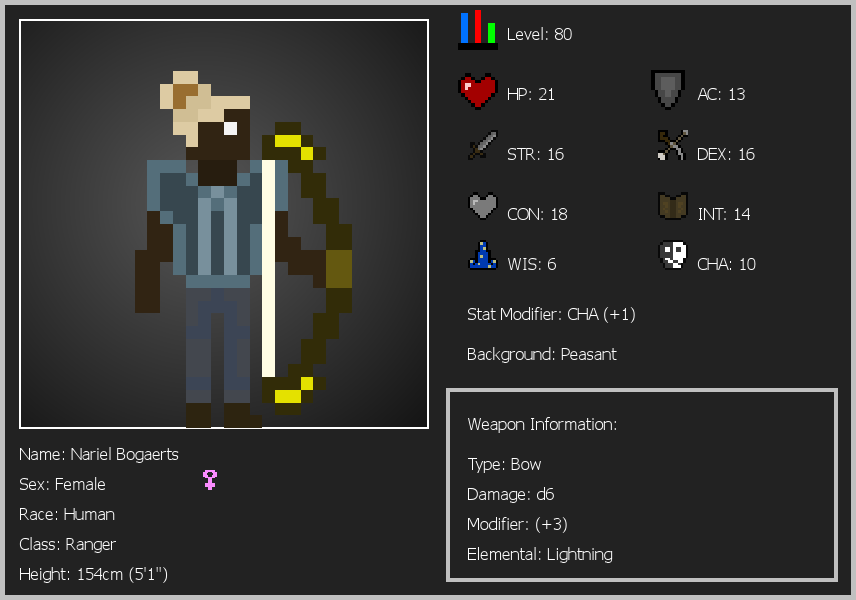 Level: 80
HP: 21
AC: 13
STR: 16
DEX: 16
CON: 18
INT: 14
WIS: 6
CHA: 10
Stat Modifier: CHA (+1)
Background: Peasant
Weapon Information:
Type: Bow
Damage: d6
Modifier: (+3)
Elemental: Lightning
Name: Nariel Bogaerts
Sex: Female
Race: Human
Class: Ranger
Height: 154cm (5'1")